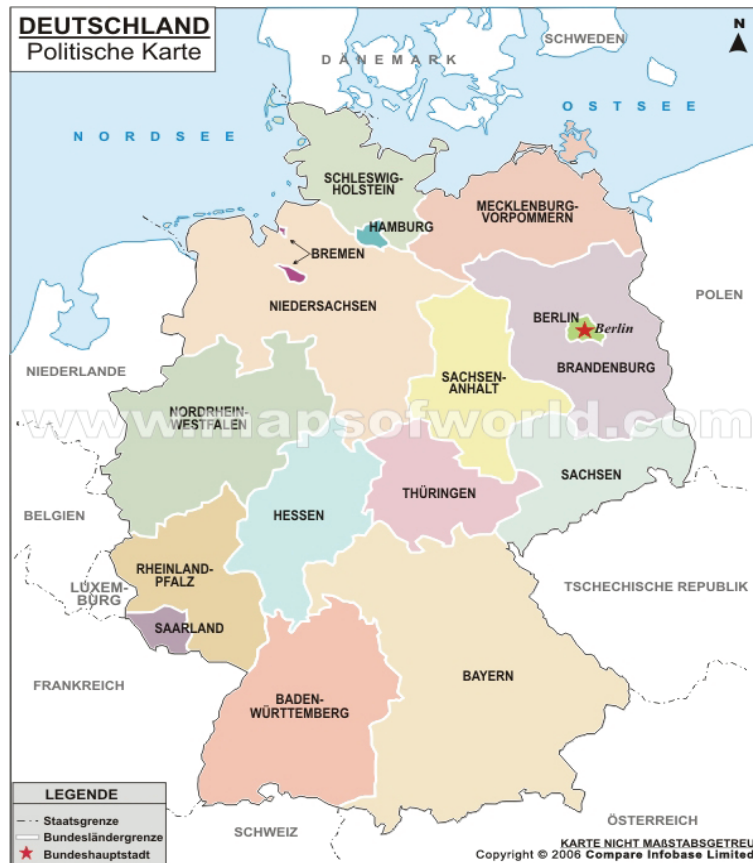 DEUTSCHLAND
Politische Karte
N
SCHWEDEN
DÄNEMARK
OSTSEE
NORDSEE
SCHLESWIG-
HOLSTEIN
MECKLENBURG-
VORPOMMERN
HAMBURG
BREMEN
NIEDERSACHSEN
POLEN
BERLIN
Berlin
BRANDENBURG
NIEDERLANDE
SACHSEN-
ANHALT
NORDRHEIN-
WESTFALEN
www.mapsofworld.com
SACHSEN
THÜRINGEN
HESSEN
BELGIEN
RHEINLAND-
PFALZ
LUXEM-
BURG
TSCHECHISCHE REPUBLIK
SAARLAND
FRANKREICH
BAYERN
BADEN-
WÜRTTEMBERG
LEGENDE
Staatsgrenze
Bundesländergrenze
Bundeshauptstadt
SCHWEIZ
ÖSTERREICH
KARTE NICHT MAßSTABSGETREU
Copyright © 2006 Compare Infobase Limited